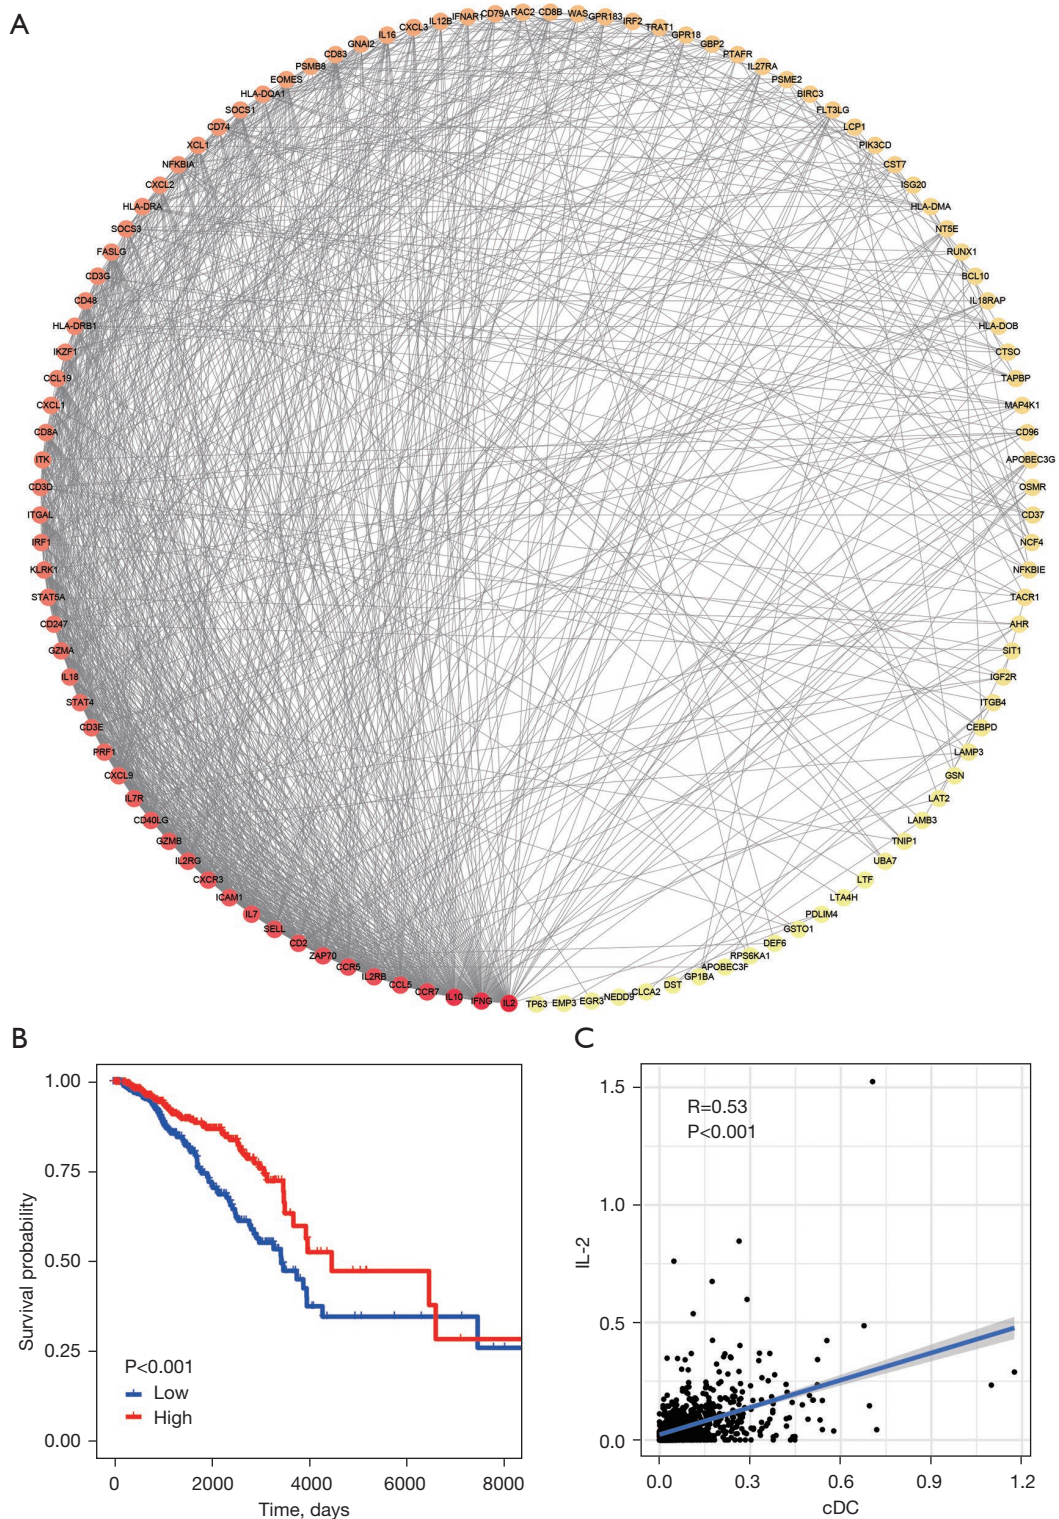 A
RAC2
CD8B
CD79A
WAS
IFNAR1
GPR183
IL12B
IRF2
CXCL3
TRAT1
IL16
GPR18
GNAI2
GBP2
CD83
PTAFR
PSMB8
IL27RA
EOMES
PSME2
HLA-DQA1
BIRC3
SOCS1
FLT3LG
CD74
LCP1
XCL1
PIK3CD
NFKBIA
CST7
CXCL2
ISG20
HLA-DRA
HLA-DMA
SOCS3
NT5E
FASLG
RUNX1
CD3G
BCL10
CD48
IL18RAP
HLA-DRB1
HLA-DOB
IKZF1
CTSO
CCL19
TAPBP
CXCL1
MAP4K1
CD8A
CD96
ITK
APOBEC3G
CD3D
OSMR
ITGAL
CD37
IRF1
NCF4
KLRK1
NFKBIE
STAT5A
TACR1
CD247
AHR
GZMA
SIT1
IL18
IGF2R
STAT4
ITGB4
CD3E
CEBPD
PRF1
LAMP3
CXCL9
GSN
IL7R
LAT2
CD40LG
LAMB3
GZMB
TNIP1
IL2RG
UBA7
CXCR3
LTF
ICAM1
LTA4H
IL7
PDLIM4
SELL
GSTO1
CD2
DEF6
ZAP70
RPS6KA1
CCR5
APOBEC3F
IL2RB
GP1BA
CCL5
DST
CCR7
CLCA2
IL10
NEDD9
IFNG
EGR3
IL2
TP63
EMP3
B
1.00
0.75
0.50
0.25
0.00
Survival probability
P<0.001
Low
High
0
2000
4000
6000
8000
Time, days
C
1.5
1.0
0.5
0.0
IL-2
R=0.53
P<0.001
0.0
0.3
0.6
0.9
1.2
cDC